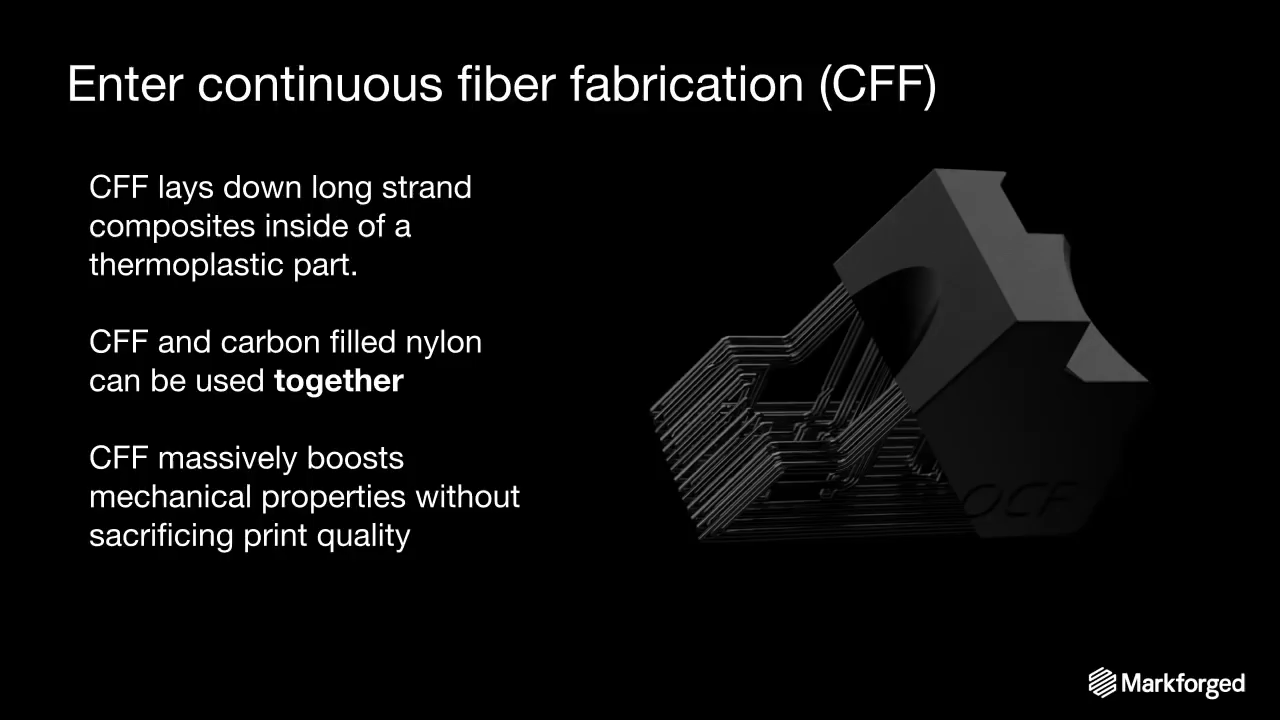 Enter continuous fiber fabrication (CFF)
CFF lays down long strand
composites inside of a
thermoplastic part.
CFF and carbon filled nylon
can be used together
CFF massively boosts
mechanical properties without
sacrificing print quality
OCF
Markforged